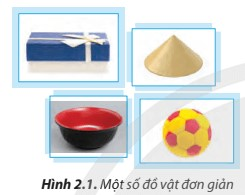 Hình 2.1. Một số đồ vật đơn giản